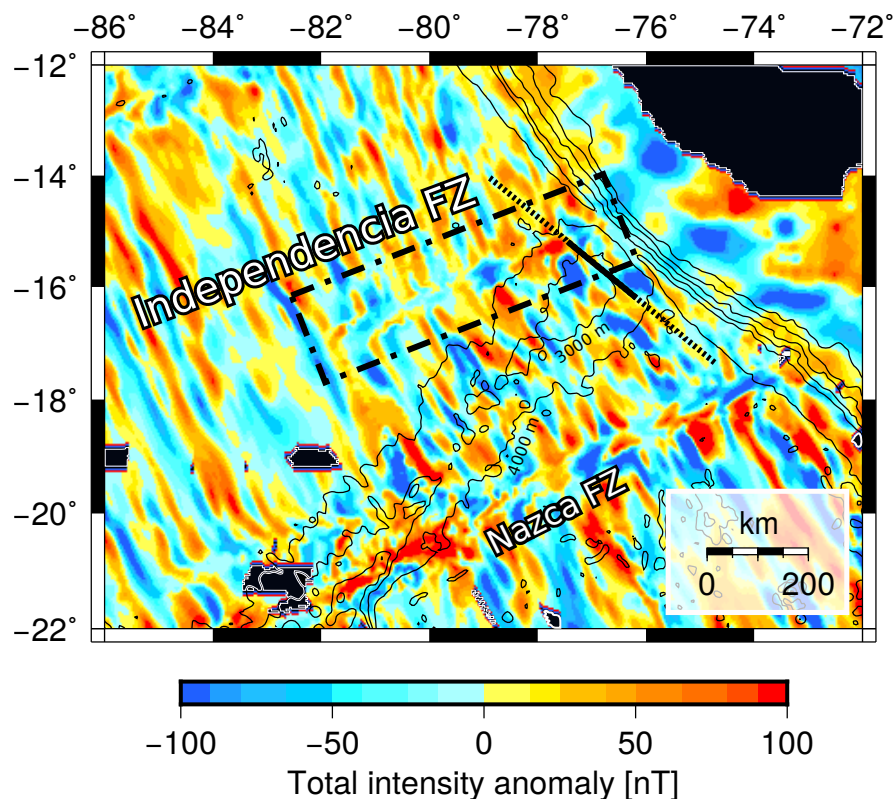 −86° −84° −82° −80° −78° −76° −74° −72°
−12°
−14°
Independencia FZ
−16°
3000 m
−18°
4000 m
Nazca FZ
−20°
km
0 200
−22°
−100 −50 0 50 100
Total intensity anomaly [nT]